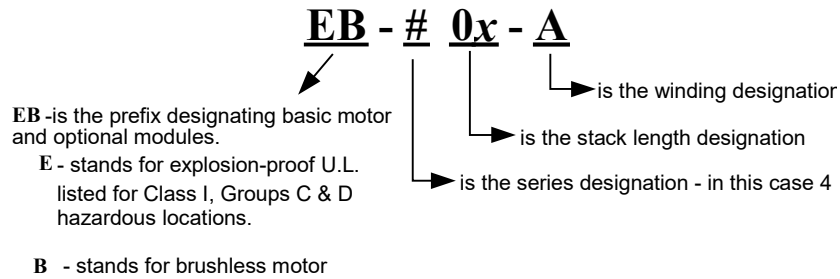 EB - # 0x - A
is the winding designation
EB -is the prefix designating basic motor
and optional modules.
is the stack length designation
E - stands for explosion-proof U.L.
listed for Class I, Groups C & D
hazardous locations.
is the series designation - in this case 4
B - stands for brushless motor